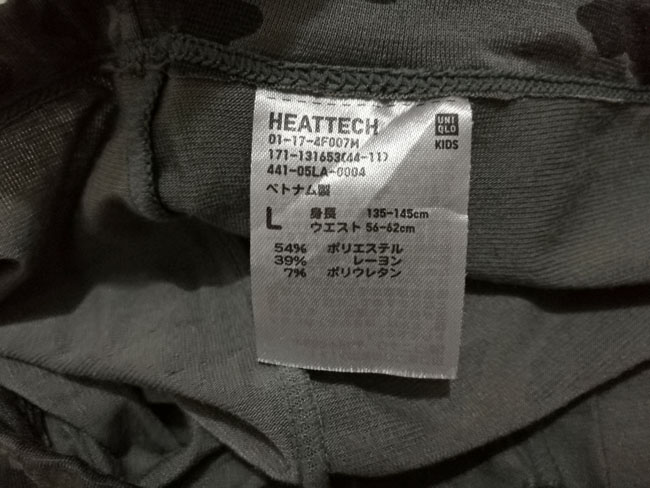 HEATTECH
01-17-4F007M
171-131653(44-11)
441-05LA-0004
ベトナム製
L 身長 135-145cm
ウエスト 56-62cm
54% ポリエステル
39% レーヨン
7% ポリウレタン
UNI
QLO
KIDS